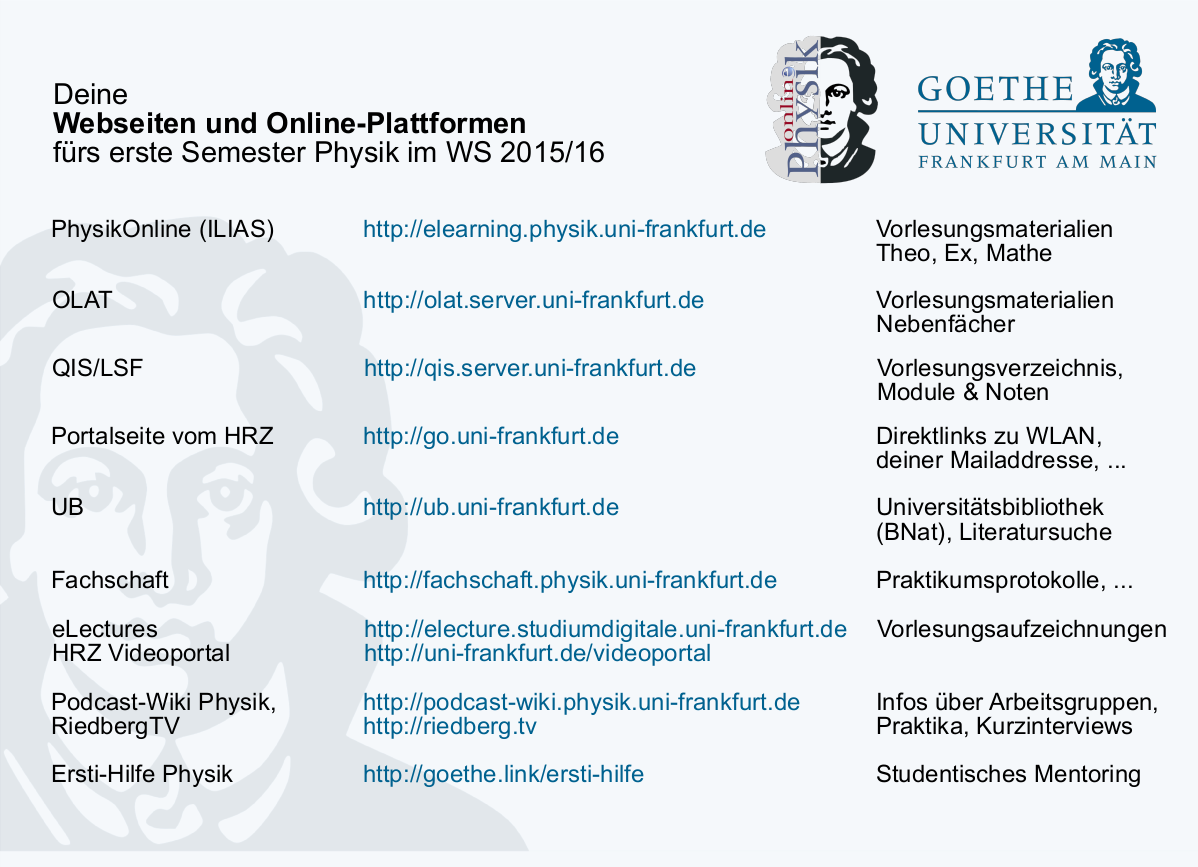 Deine
Webseiten und Online-Plattformen
fürs erste Semester Physik im WS 2015/16
online
Physik
GOETHE
UNIVERSITÄT
FRANKFURT AM MAIN
PhysikOnline (ILIAS) http://elearning.physik.uni-frankfurt.de Vorlesungsmaterialien
Theo, Ex, Mathe
OLAT http://olat.server.uni-frankfurt.de Vorlesungsmaterialien
Nebenfächer
QIS/LSF http://qis.server.uni-frankfurt.de Vorlesungsverzeichnis,
Module & Noten
Portalseite vom HRZ http://go.uni-frankfurt.de Direktlinks zu WLAN,
deiner Mailaddresse, ...
UB http://ub.uni-frankfurt.de Universitätsbibliothek
(BNat), Literatursuche
Fachschaft http://fachschaft.physik.uni-frankfurt.de Praktikumsprotokolle, ...
eLectures http://electure.studiumdigitale.uni-frankfurt.de Vorlesungsaufzeichnungen
HRZ Videoportal http://uni-frankfurt.de/videoportal
Podcast-Wiki Physik, http://podcast-wiki.physik.uni-frankfurt.de Infos über Arbeitsgruppen,
RiedbergTV http://riedberg.tv Praktika, Kurzinterviews
Ersti-Hilfe Physik http://goethe.link/ersti-hilfe Studentisches Mentoring